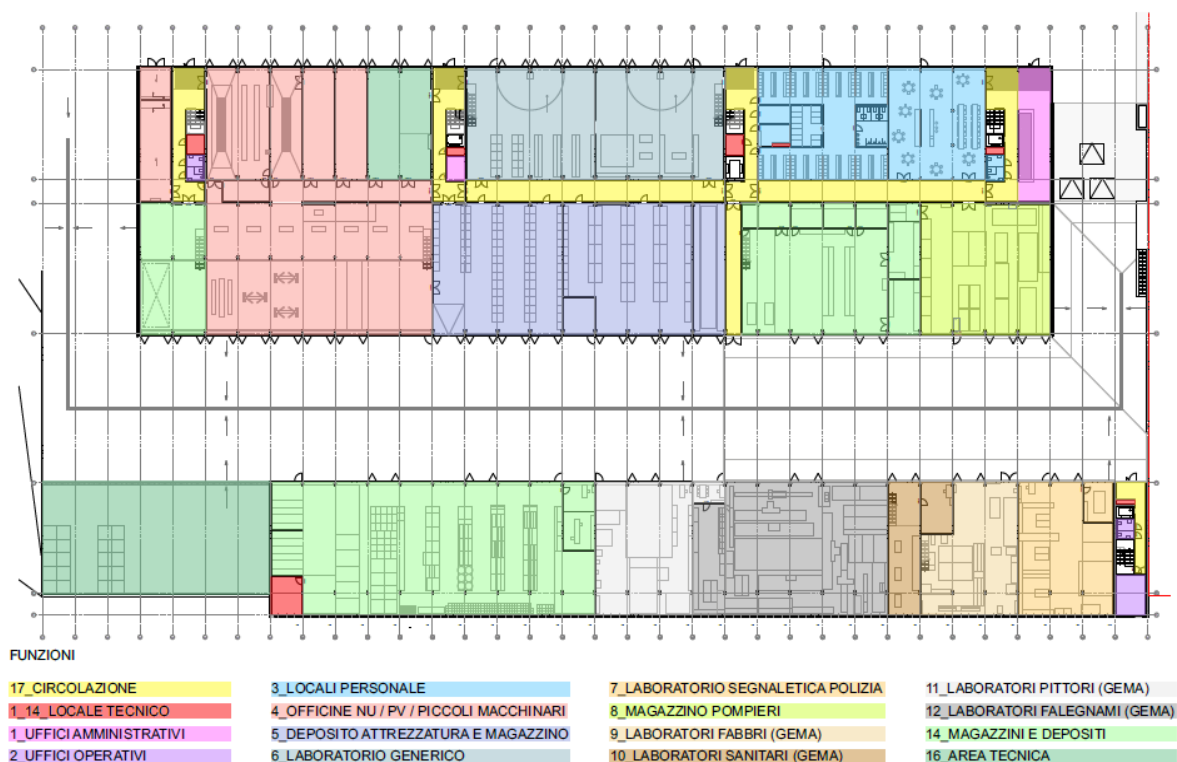 FUNZIONI
17_CIRCOLAZIONE
1_14_LOCALE TECNICO
1_UFFICI AMMINISTRATIVI
2_UFFICI OPERATIVI
3_LOCALI PERSONALE
4_OFFICINE NU / PV / PICCOLI MACCHINARI
5_DEPOSITO ATTREZZATURA E MAGAZZINO
6_LABORATORIO GENERICO
7_LABORATORIO SEGNALETICA POLIZIA
8_MAGAZZINO POMPIERI
9_LABORATORI FABBRI (GEMA)
10_LABORATORI SANITARI (GEMA)
11_LABORATORI PITTORI (GEMA)
12_LABORATORI FALEGNAMI (GEMA)
14_MAGAZZINI E DEPOSITI
16_AREA TECNICA